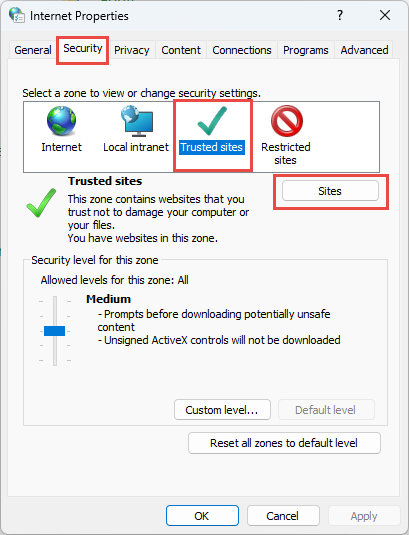 Internet Properties
General Security Privacy Content Connections Programs Advanced
Select a zone to view or change security settings.
Internet Local intranet Trusted sites Restricted
sites
Trusted sites
Sites
This zone contains websites that you
trust not to damage your computer or
your files.
You have websites in this zone.
Security level for this zone
Allowed levels for this zone: All
Medium
- Prompts before downloading potentially unsafe
content
- Unsigned ActiveX controls will not be downloaded
Custom level... Default level
Reset all zones to default level
OK Cancel Apply